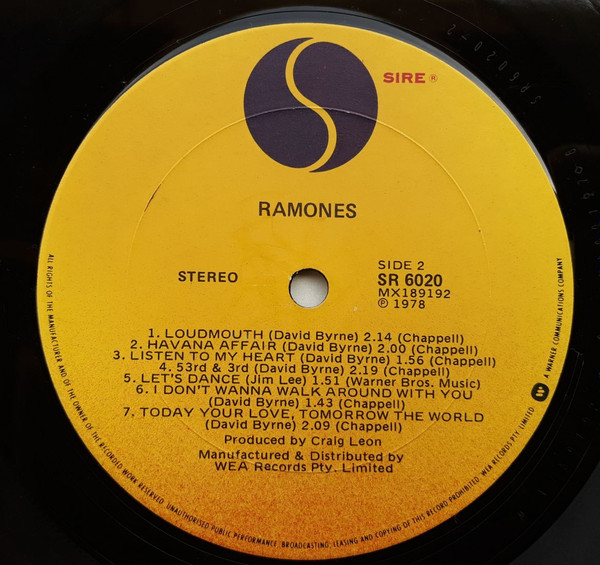 SIRE ®
RAMONES
STEREO
SIDE 2
SR 6020
MX189192
Ⓟ 1978
1. LOUDMOUTH (David Byrne) 2.14 (Chappell)
2. HAVANA AFFAIR (David Byrne) 2.00 (Chappell)
3. LISTEN TO MY HEART (David Byrne) 1.56 (Chappell)
4. 53rd & 3rd (David Byrne) 2.19 (Chappell)
5. LET'S DANCE (Jim Lee) 1.51 (Warner Bros. Music)
6. I DON'T WANNA WALK AROUND WITH YOU
(David Byrne) 1.43 (Chappell)
7. TODAY YOUR LOVE, TOMORROW THE WORLD
(David Byrne) 2.09 (Chappell)
Produced by Craig Leon
Manufactured & Distributed by
WEA Records Pty. Limited
ALL RIGHTS OF THE MANUFACTURER AND OF THE OWNER OF THE RECORDED WORK RESERVED. UNAUTHORISED PUBLIC PERFORMANCE, BROADCASTING, LEASING AND COPYING OF THIS RECORD PROHIBITED. WEA RECORDS PTY. LIMITED. A WARNER COMMUNICATIONS COMPANY